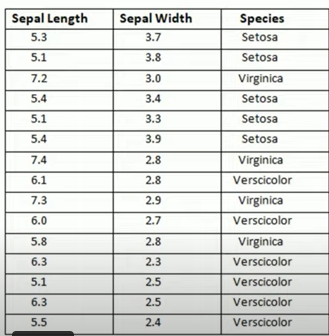 Sepal Length Sepal Width Species
5.3 3.7 Setosa
5.1 3.8 Setosa
7.2 3.0 Virginica
5.4 3.4 Setosa
5.1 3.3 Setosa
5.4 3.9 Setosa
7.4 2.8 Virginica
6.1 2.8 Verscicolor
7.3 2.9 Virginica
6.0 2.7 Verscicolor
5.8 2.8 Virginica
6.3 2.3 Verscicolor
5.1 2.5 Verscicolor
6.3 2.5 Verscicolor
5.5 2.4 Verscicolor